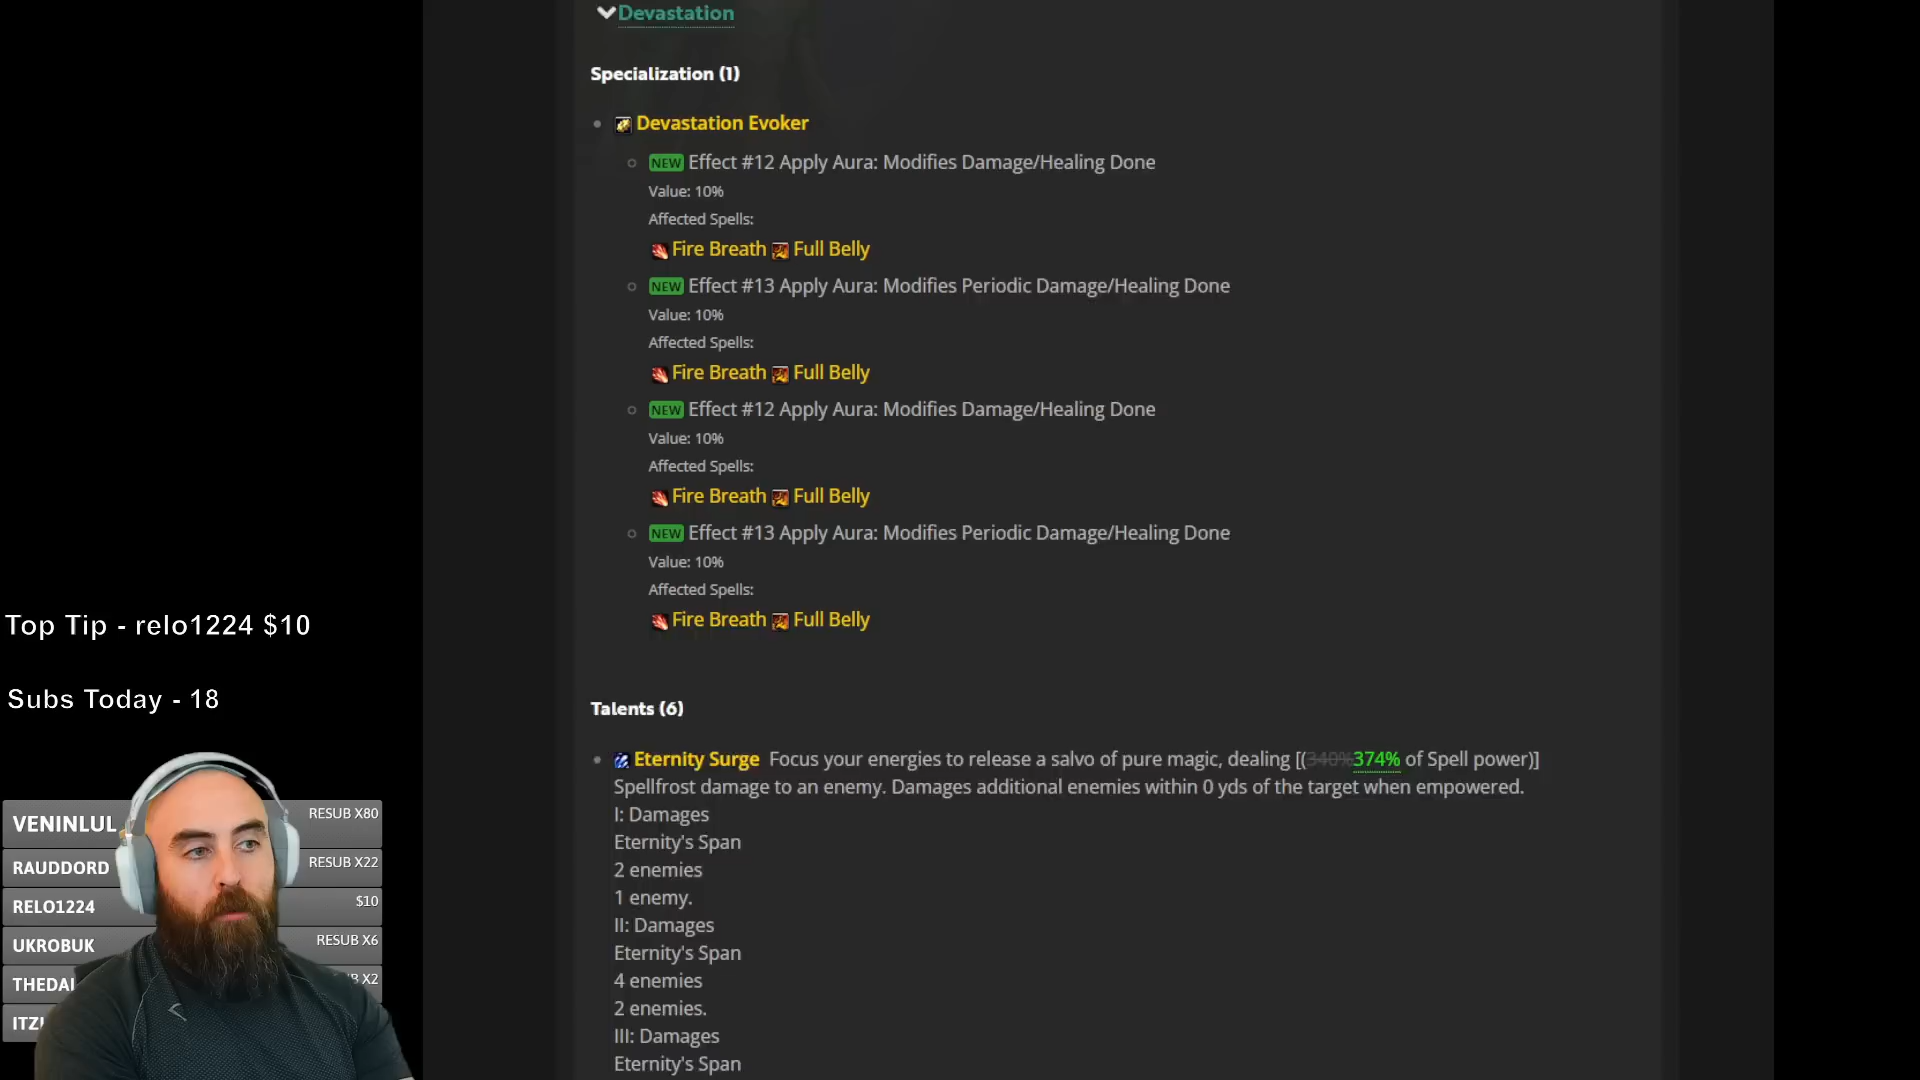 Devastation
Specialization (1)
Devastation Evoker
NEW Effect #12 Apply Aura: Modifies Damage/Healing Done
Value: 10%
Affected Spells:
Fire Breath Full Belly
NEW Effect #13 Apply Aura: Modifies Periodic Damage/Healing Done
Value: 10%
Affected Spells:
Fire Breath Full Belly
NEW Effect #12 Apply Aura: Modifies Damage/Healing Done
Value: 10%
Affected Spells:
Fire Breath Full Belly
NEW Effect #13 Apply Aura: Modifies Periodic Damage/Healing Done
Value: 10%
Affected Spells:
Fire Breath Full Belly
Talents (6)
Eternity Surge Focus your energies to release a salvo of pure magic, dealing [(340%374% of Spell power)]
Spellfrost damage to an enemy. Damages additional enemies within 0 yds of the target when empowered.
I: Damages
Eternity's Span
2 enemies
1 enemy.
II: Damages
Eternity's Span
4 enemies
2 enemies.
III: Damages
Eternity's Span
Top Tip - relo1224 $10
Subs Today - 18
VENINLUL RESUB X80
RAUDDORD RESUB X22
RELO1224 $10
UKROBUK RESUB X6
THEDAL X2